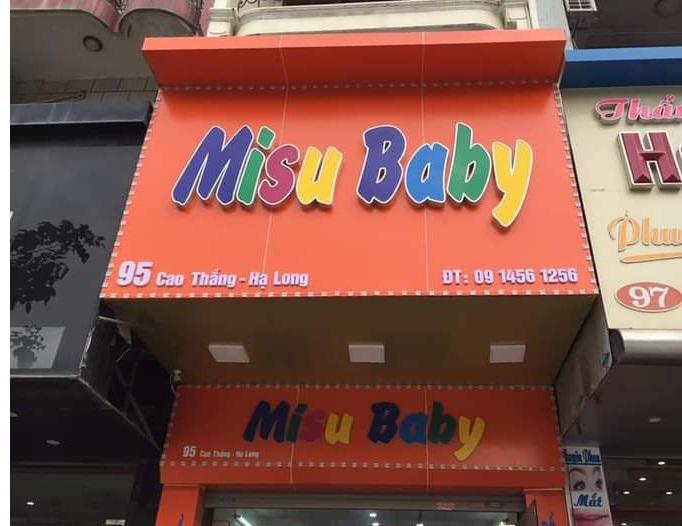 Misu Baby
95 Cao Thắng - Hạ Long
ĐT: 09 1456 1256
Misu Baby
95 Cao Thắng - Hạ Long
97
Mắt